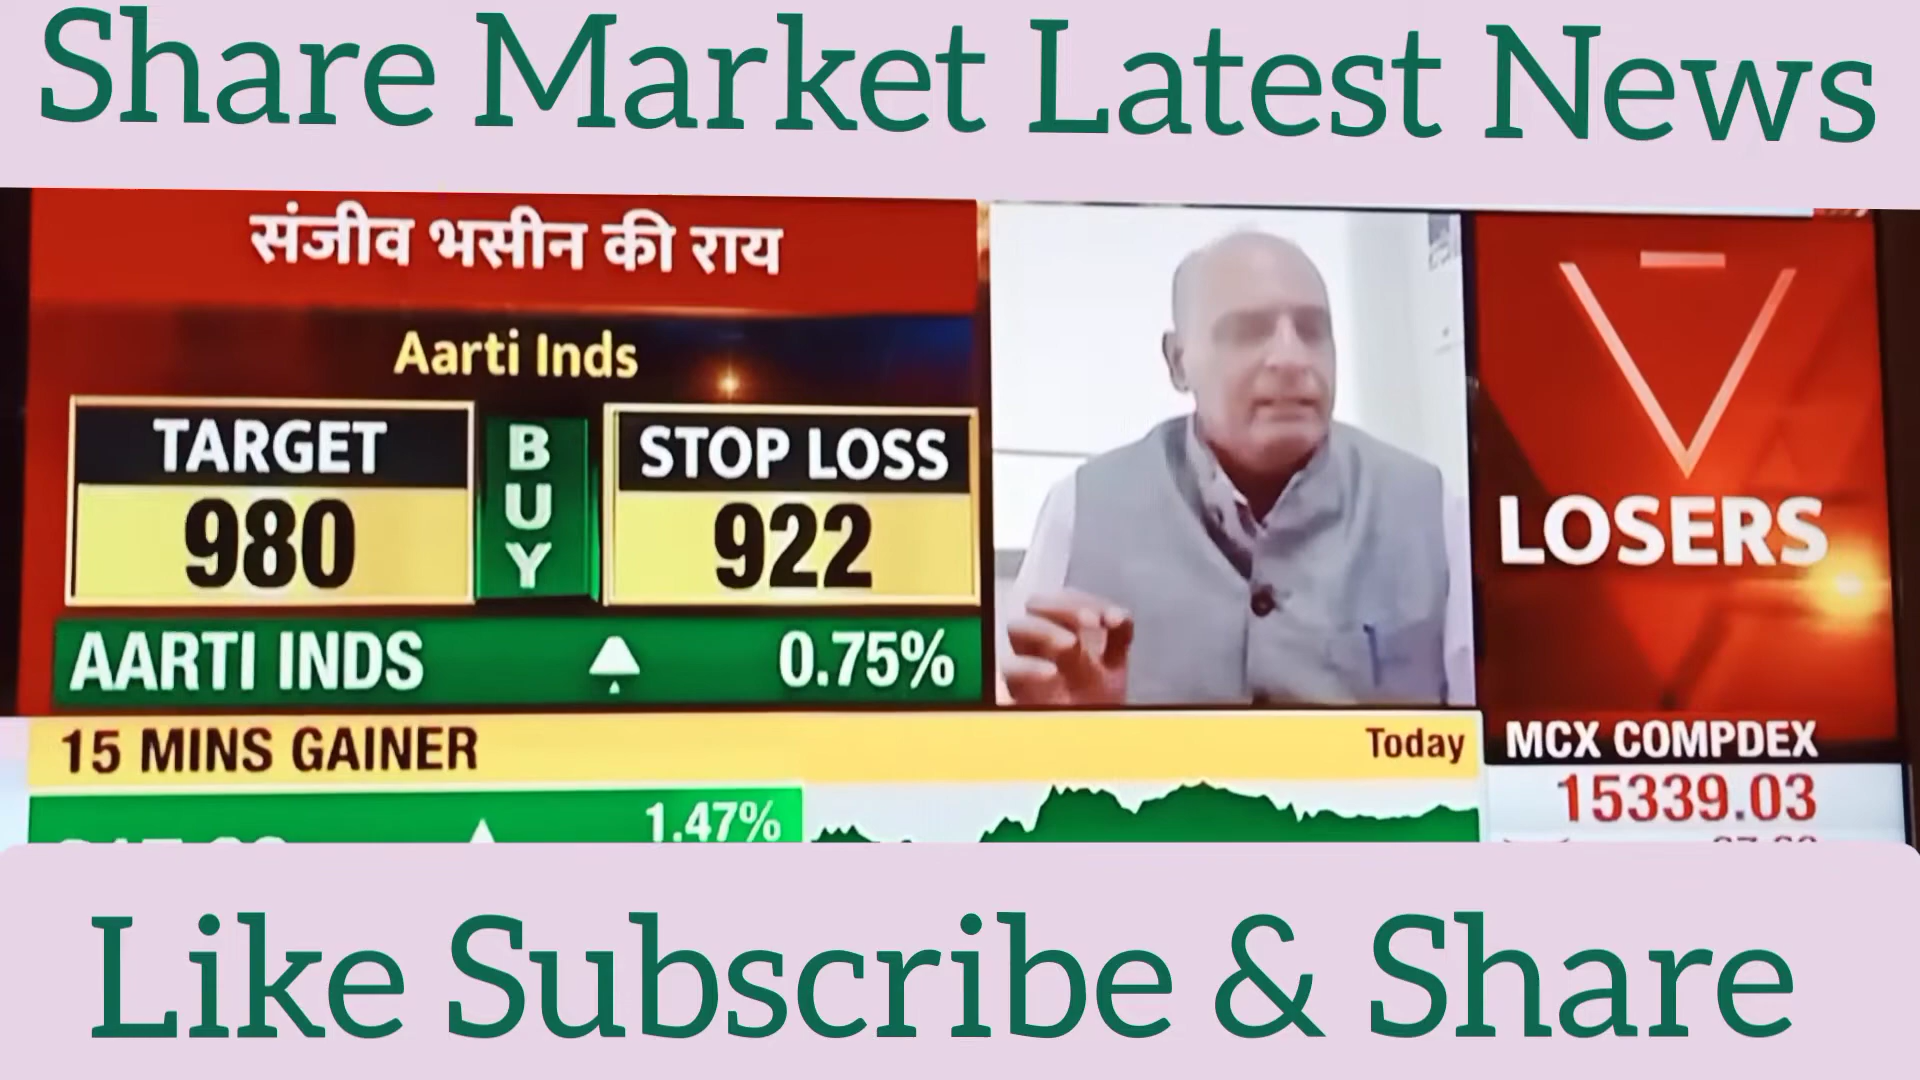 Share Market Latest News
संजीव भसीन की राय
Aarti Inds
TARGET
980
BUY
STOP LOSS
922
AARTI INDS 0.75%
15 MINS GAINER
Today
1.47%
LOSERS
MCX COMPDEX
15339.03
Like Subscribe & Share